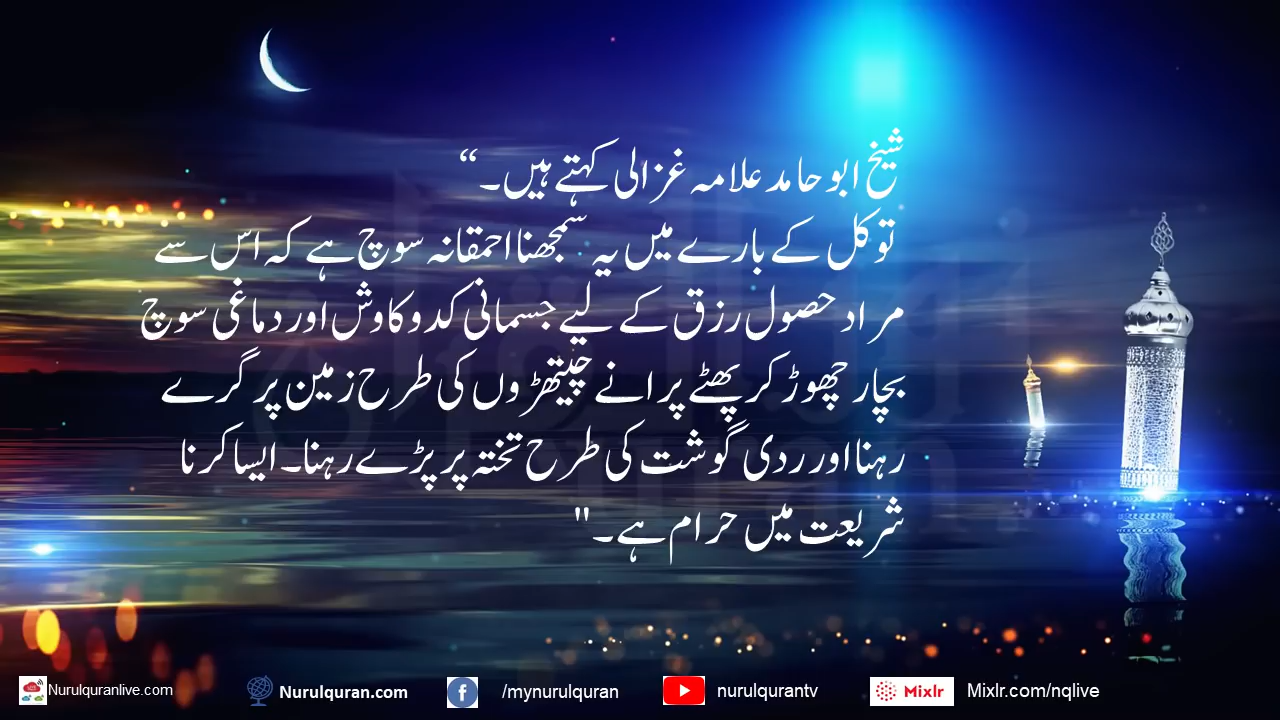 شیخ ابو حامد علامہ غزالی کہتے ہیں۔“
توکل کے بارے میں یہ سمجھنا احمقانہ سوچ ہے کہ اس سے
مراد حصول رزق کے لیے جسمانی کدوکاوش اور دماغی سوچ
بچار چھوڑ کر پھٹے پرانے چیتھڑوں کی طرح زمین پر گرے
رہنا اور ردی گوشت کی طرح تختہ پر پڑے رہنا۔ ایسا کرنا
شریعت میں حرام ہے۔"
Nurulquranlive.com Nurulquran.com /mynurulquran nurulqurantv Mixlr Mixlr.com/nqlive